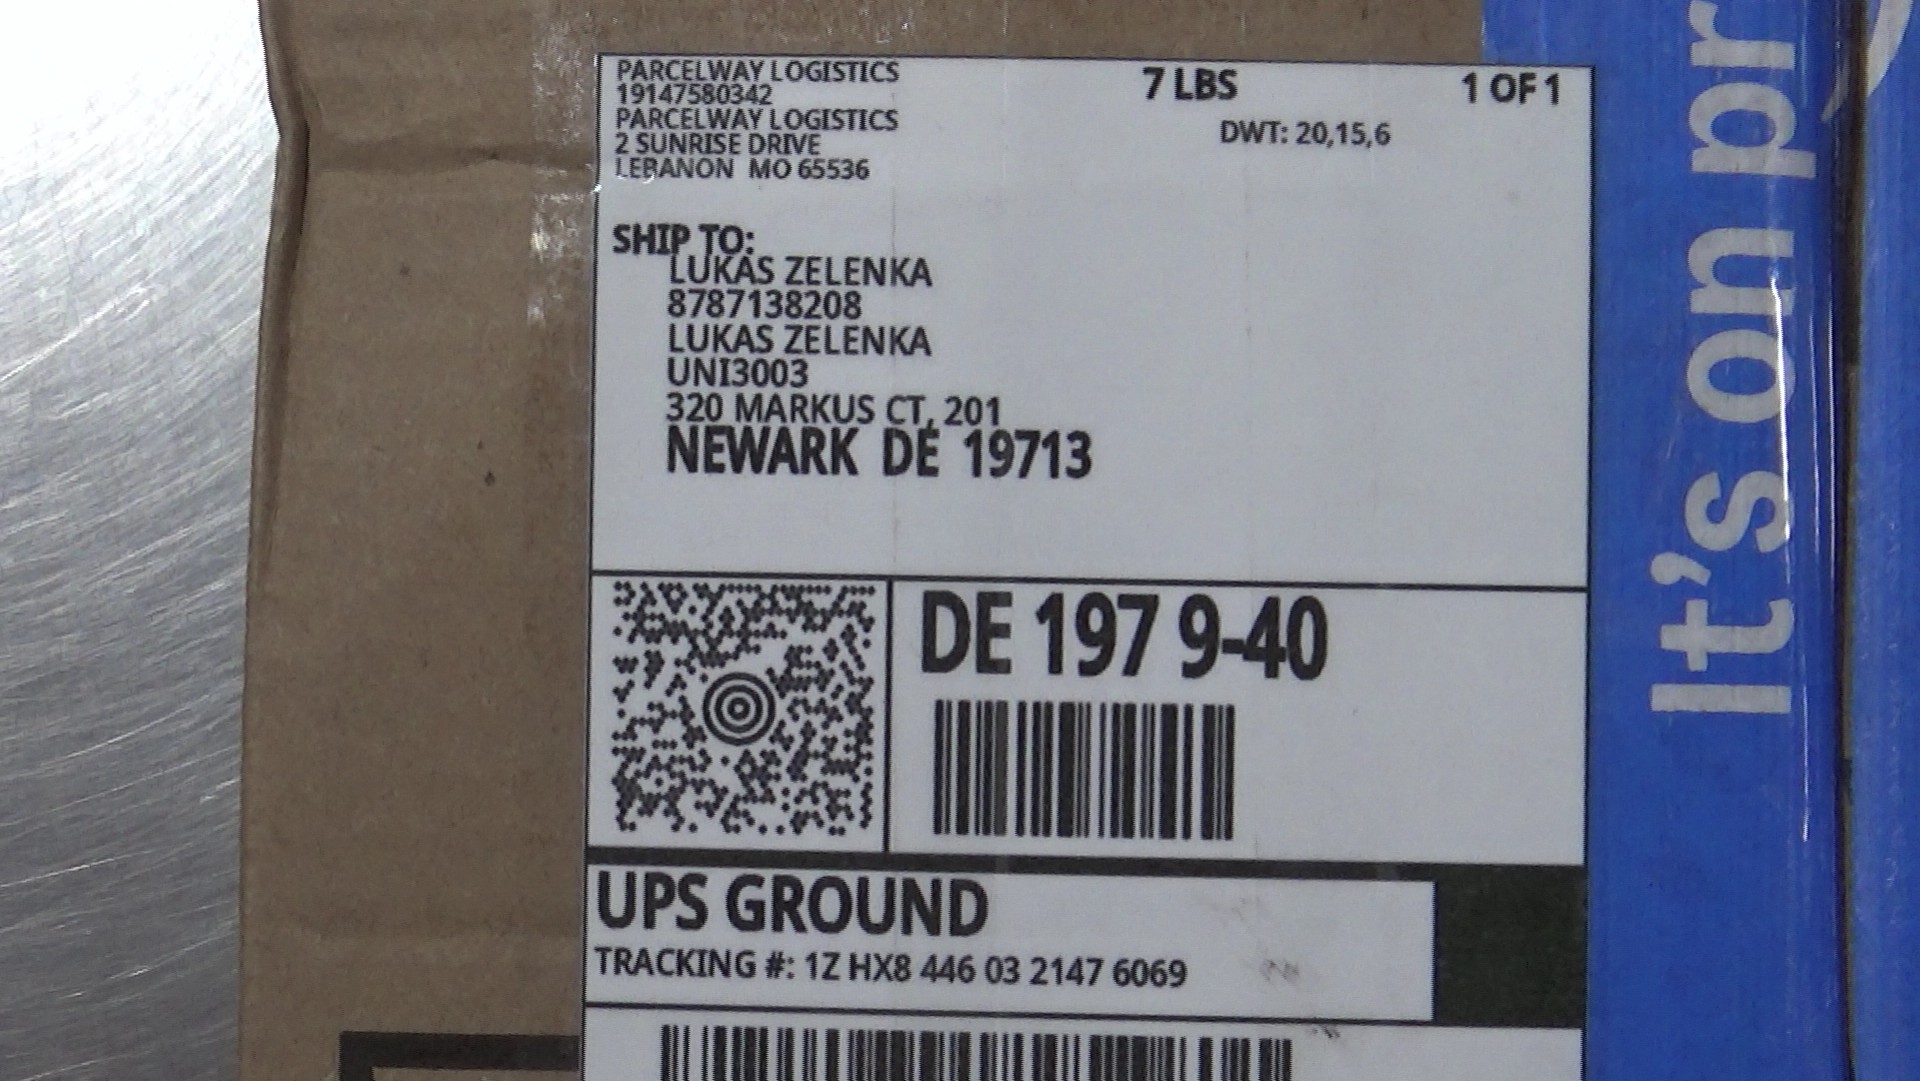 PARCELWAY LOGISTICS
19147580342
PARCELWAY LOGISTICS
2 SUNRISE DRIVE
LEBANON MO 65536
7 LBS
1 OF 1
DWT: 20,15,6
SHIP TO:
LUKAS ZELENKA
8787138208
LUKAS ZELENKA
UNI3003
320 MARKUS CT, 201
NEWARK DE 19713
DE 197 9-40
UPS GROUND
TRACKING #: 1Z HX8 446 03 2147 6069
It's on pr